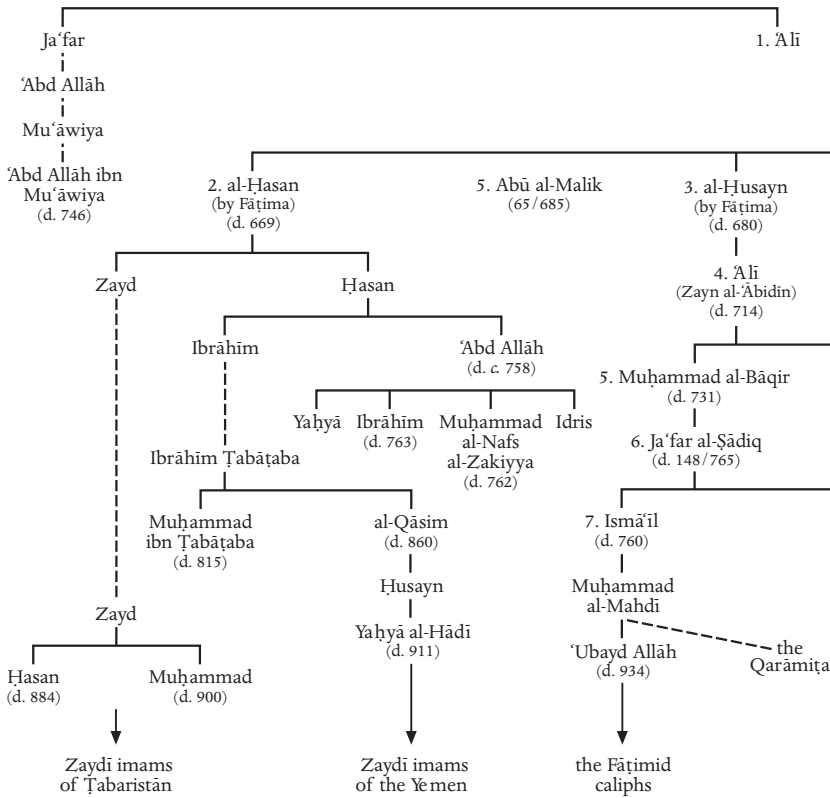 Ja‘far
1. ‘Alī
‘Abd Allāh
Mu‘āwiya
‘Abd Allāh ibn
Mu‘āwiya
(d. 746)
2. al-Ḥasan
(by Fāṭima)
(d. 669)
5. Abū al-Malik
(65/685)
3. al-Ḥusayn
(by Fāṭima)
(d. 680)
4. ‘Alī
(Zayn al-‘Ābidīn)
(d. 714)
Zayd
Ḥasan
Ibrāhīm
‘Abd Allāh
(d. c. 758)
5. Muḥammad al-Bāqir
(d. 731)
Yaḥyā
Ibrāhīm
(d. 763)
Muḥammad
al-Nafs
al-Zakiyya
(d. 762)
Idris
6. Ja‘far al-Ṣādiq
(d. 148/765)
Ibrāhīm Ṭabāṭaba
Muḥammad
ibn Ṭabāṭaba
(d. 815)
al-Qāsim
(d. 860)
7. Ismā‘īl
(d. 760)
Ḥusayn
Muḥammad
al-Mahdī
Zayd
Yaḥyā al-Hādī
(d. 911)
‘Ubayd Allāh
(d. 934)
the
Qarāmiṭa
Ḥasan
(d. 884)
Muḥammad
(d. 900)
Zaydī imams
of Ṭabaristān
Zaydī imams
of the Yemen
the Fāṭimid
caliphs